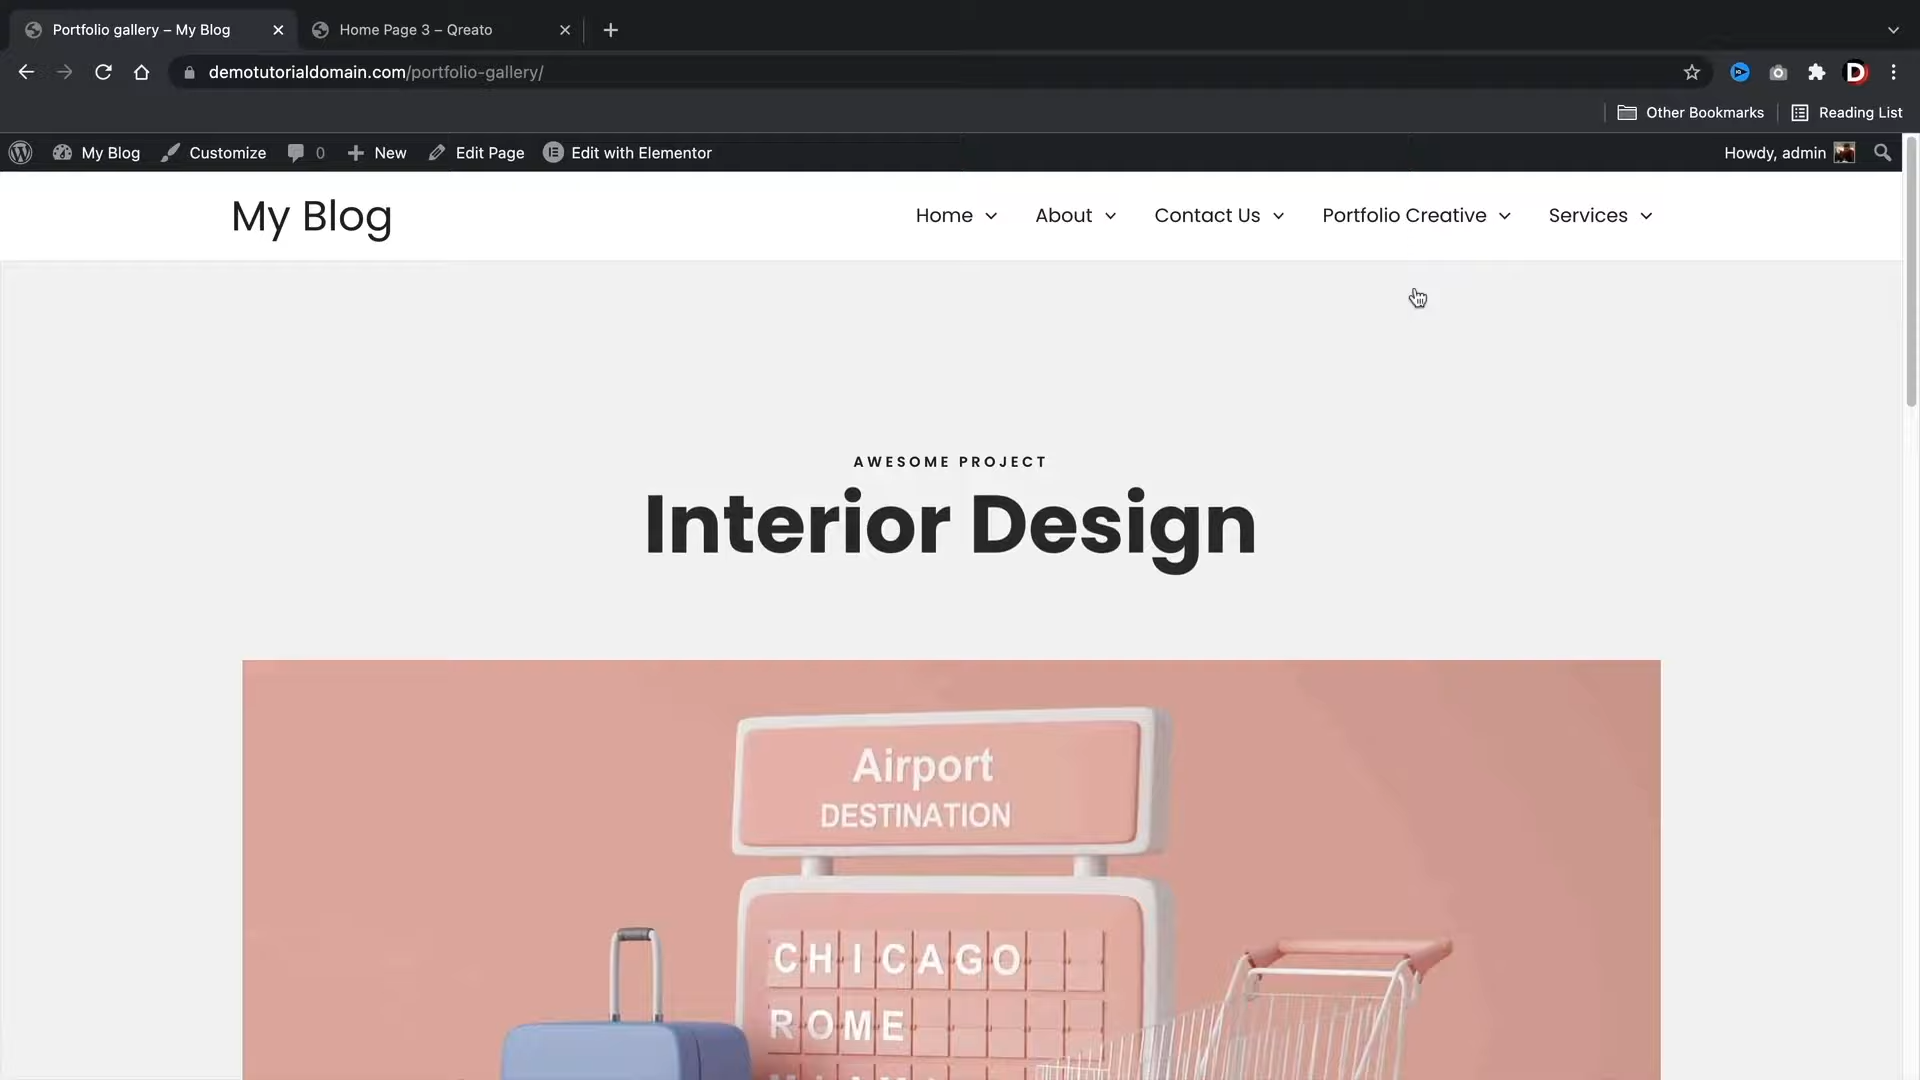 Portfolio gallery – My Blog
Home Page 3 – Qreato
demotutorialdomain.com/portfolio-gallery/
Other Bookmarks
Reading List
My Blog
Customize
0
New
Edit Page
Edit with Elementor
Howdy, admin
My Blog
Home
About
Contact Us
Portfolio Creative
Services
AWESOME PROJECT
Interior Design
Airport
DESTINATION
CHICAGO
ROME